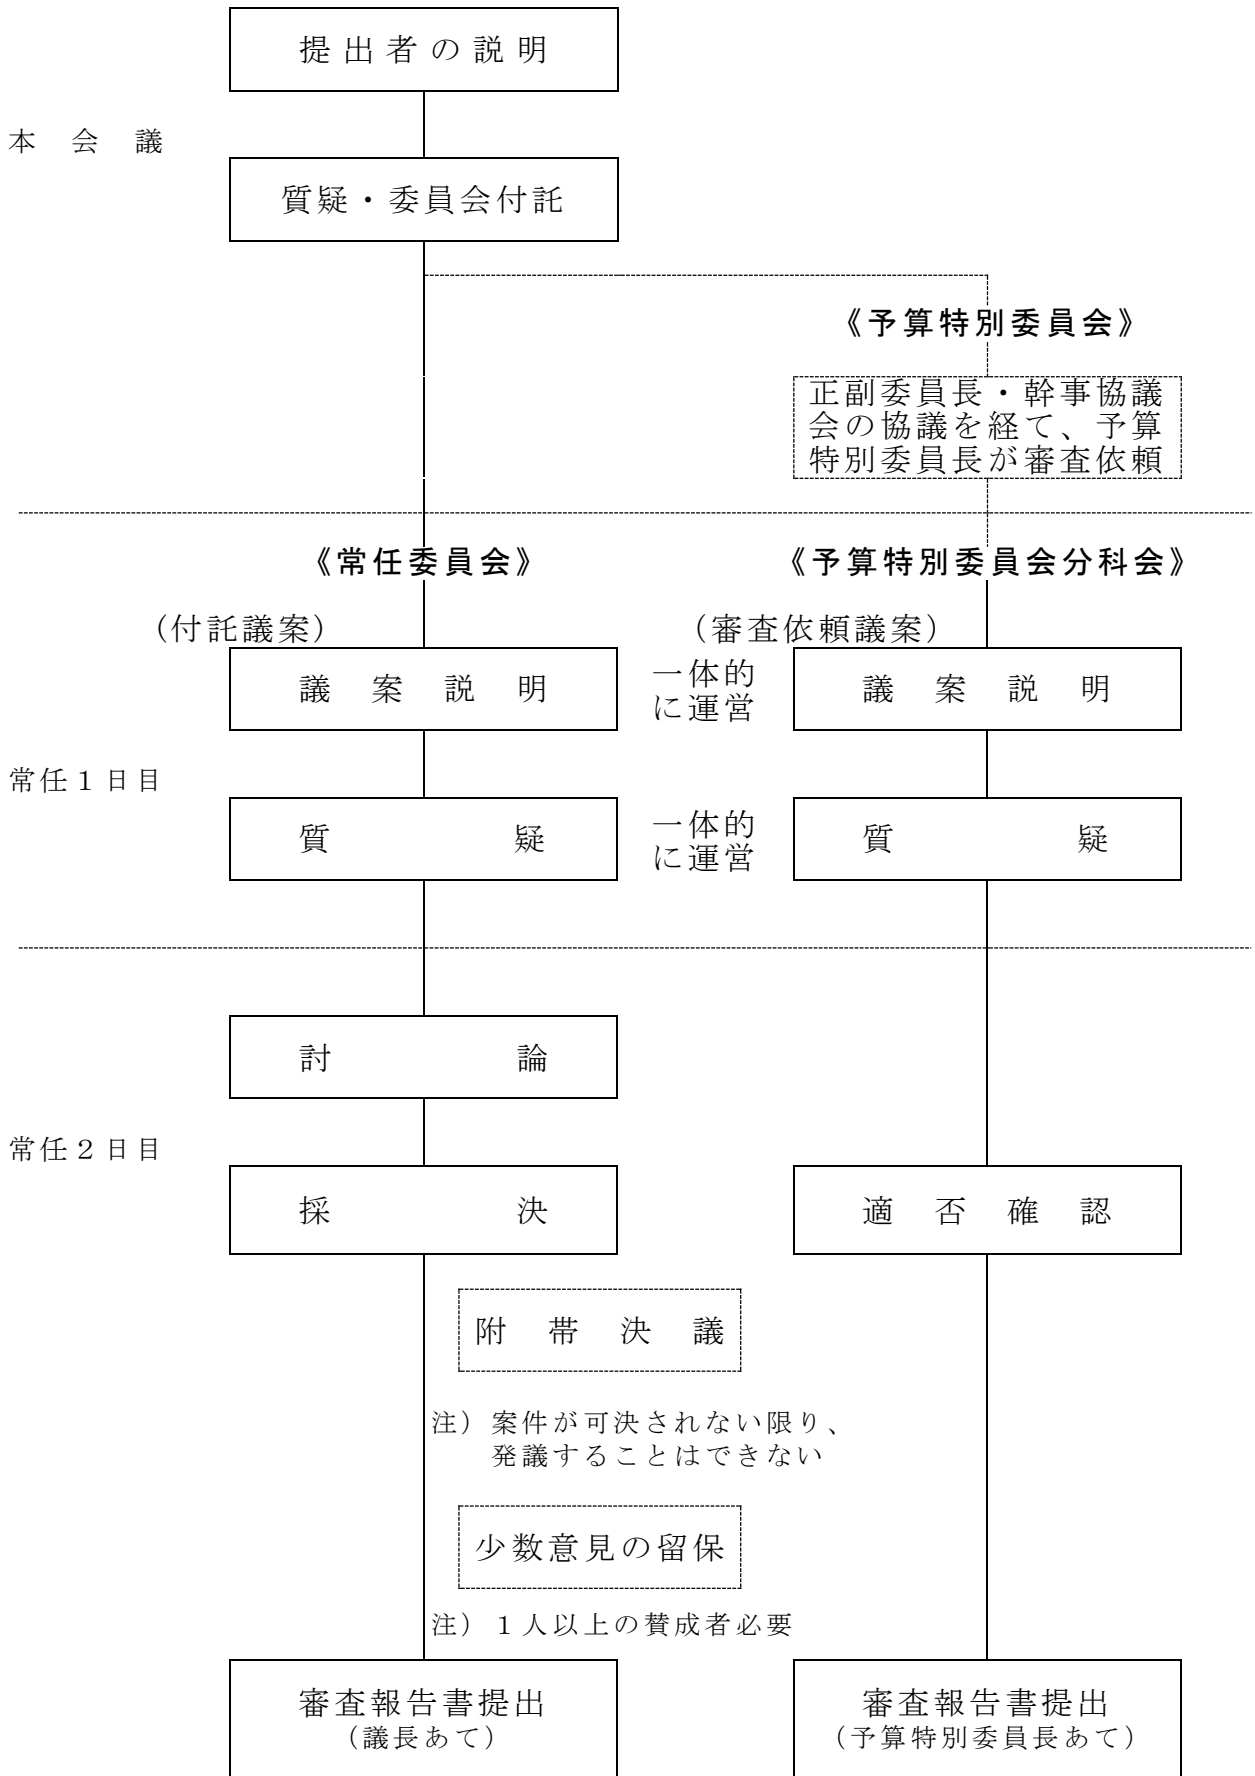 提出者の説明
本会議
質疑・委員会付託
《予算特別委員会》
正副委員長・幹事協議
会の協議を経て、予算
特別委員長が審査依頼
《常任委員会》
《予算特別委員会分科会》
（付託議案）
（審査依頼議案）
議案説明
一体的
に運営
議案説明
常任１日目
質疑
一体的
に運営
質疑
討論
常任２日目
採決
適否確認
附帯決議
注）案件が可決されない限り、
発議することはできない
少数意見の留保
注）１人以上の賛成者必要
審査報告書提出
（議長あて）
審査報告書提出
（予算特別委員長あて）